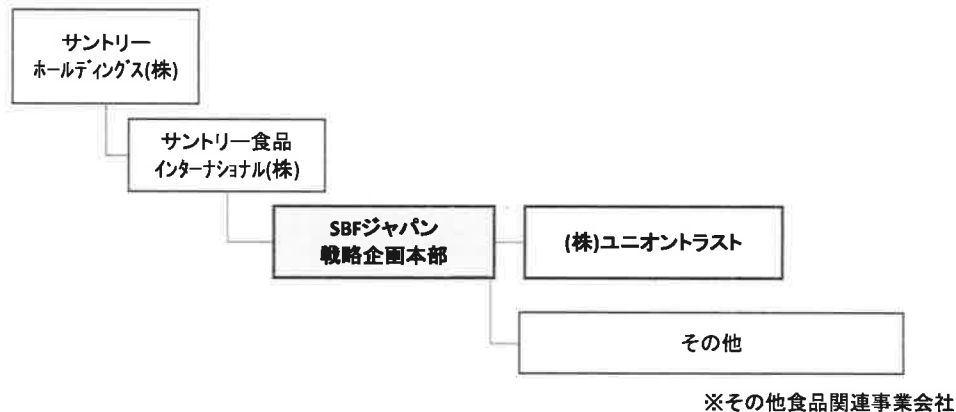 サントリー
ホールディングス(株)
サントリー食品
インターナショナル(株)
SBFジャパン
戦略企画本部
(株)ユニオントラスト
その他
※その他食品関連事業会社